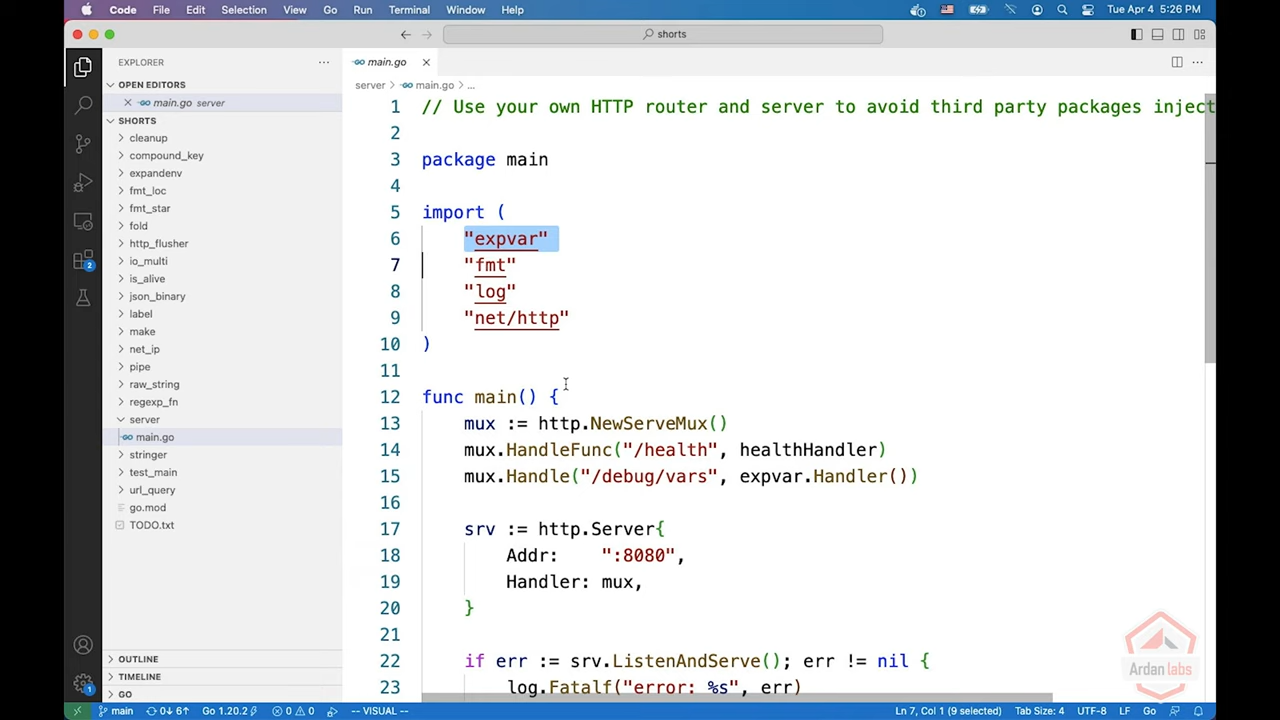 Code File Edit Selection View Go Run Terminal Window Help Tue Apr 4 5:26 PM
shorts
EXPLORER
main.go
OPEN EDITORS
server main.go ...
main.go server
SHORTS
cleanup
compound_key
expandenv
fmt_loc
fmt_star
fold
http_flusher
io_multi
is_alive
json_binary
label
make
net_ip
pipe
raw_string
regexp_fn
server
main.go
stringer
test_main
url_query
go.mod
TODO.txt
OUTLINE
TIMELINE
GO
2
1
1 // Use your own HTTP router and server to avoid third party packages inject
2
3 package main
4
5 import (
6 "expvar"
7 "fmt"
8 "log"
9 "net/http"
10 )
11
12 func main() {
13 mux := http.NewServeMux()
14 mux.HandleFunc("/health", healthHandler)
15 mux.Handle("/debug/vars", expvar.Handler())
16
17 srv := http.Server{
18 Addr: ":8080",
19 Handler: mux,
20 }
21
22 if err := srv.ListenAndServe(); err != nil {
23 log.Fatalf("error: %s", err)
Ardan labs
main 0↓ 6↑ Go 1.20.2 0 0 -- VISUAL -- Ln 7, Col 1 (9 selected) Tab Size: 4 UTF-8 LF Go